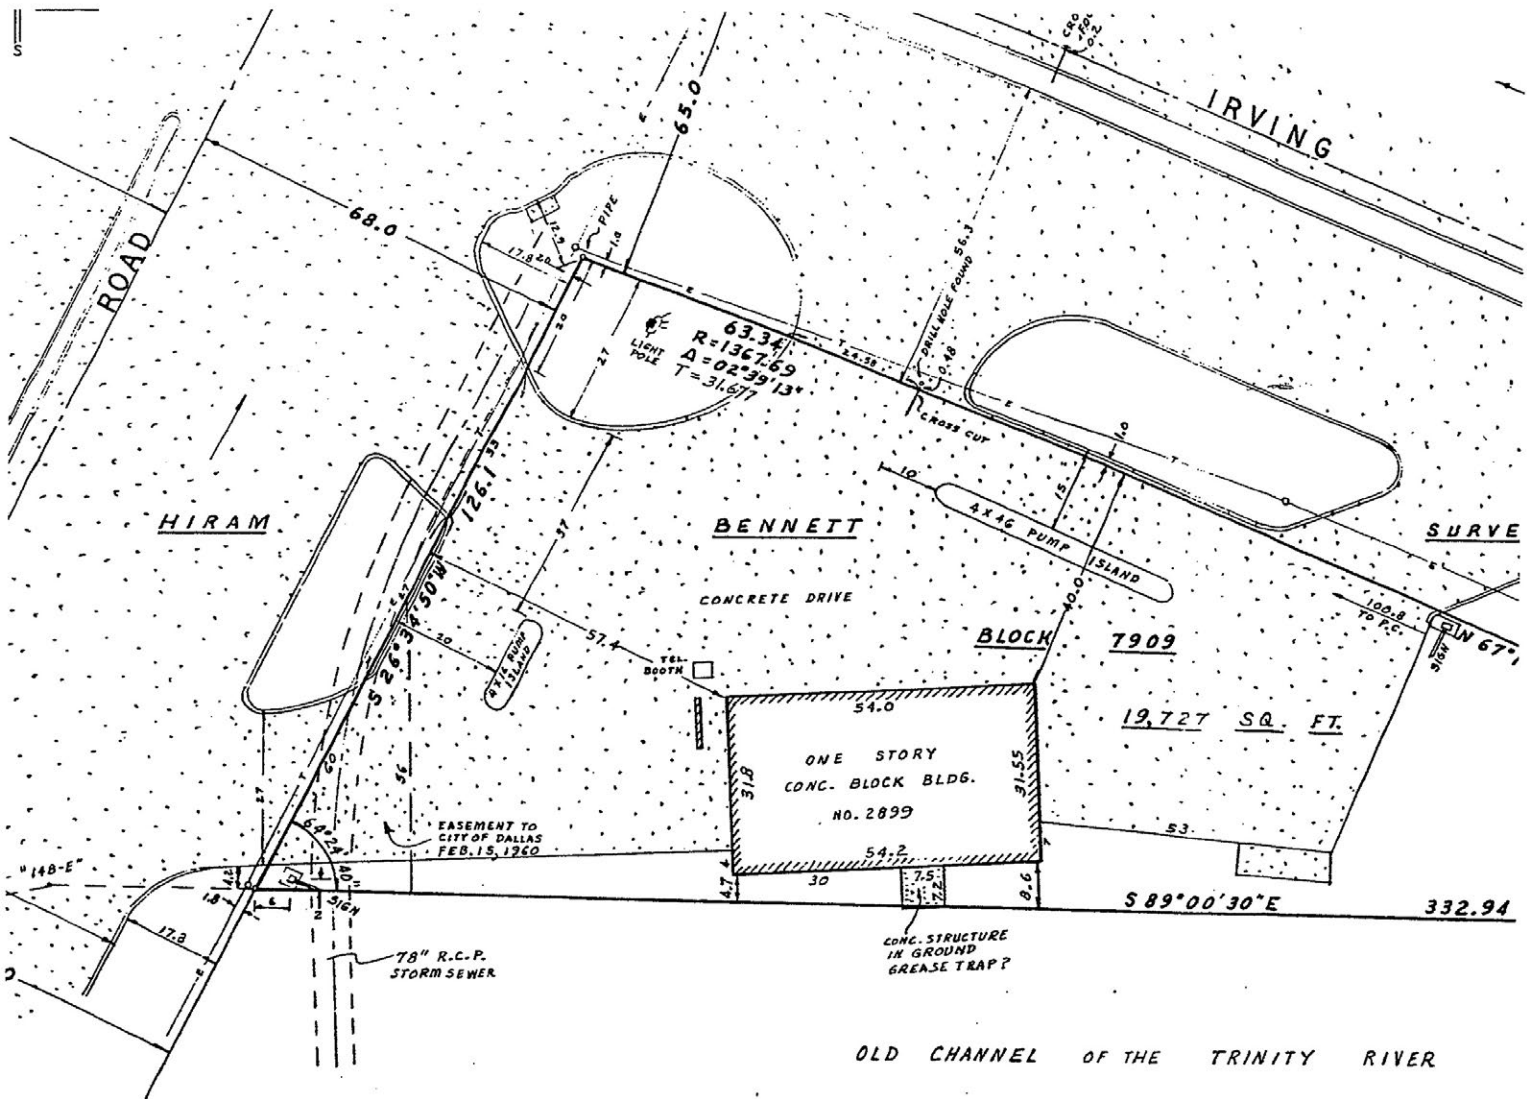 S
IRVING
ROAD
68.0
65.0
PIPE
12.9
17.8
20
1.0
56.3
DRILL HOLE FOUND
0.48
20
27
LIGHT
POLE
63.34
R=1367.69
Δ=02°39'13"
T=31.677
24.58
CROSS CUT
1.0
15
10
4X46 PUMP
ISLAND
HIRAM
BENNETT
SURVE
33
126.1
S 26°34'50"W
37
CONCRETE DRIVE
40.0
100.8
TO P.C.
SIGN
N 67°
20
57.4
4X16 PUMP
ISLAND
TEL.
BOOTH
BLOCK 7909
19,727 SQ. FT.
54.0
31.8
ONE STORY
CONC. BLOCK BLDG.
NO. 2899
31.55
54.2
53
60
56
27
64°24'
40"
EASEMENT TO
CITY OF DALLAS
FEB. 15, 1960
"148-E"
4.2
1.8
6
SIGN
2
17.8
4.7
30
7.5
7.2
8.6
S 89°00'30"E
332.94
78" R.C.P.
STORM SEWER
CONC. STRUCTURE
IN GROUND
GREASE TRAP?
OLD CHANNEL OF THE TRINITY RIVER